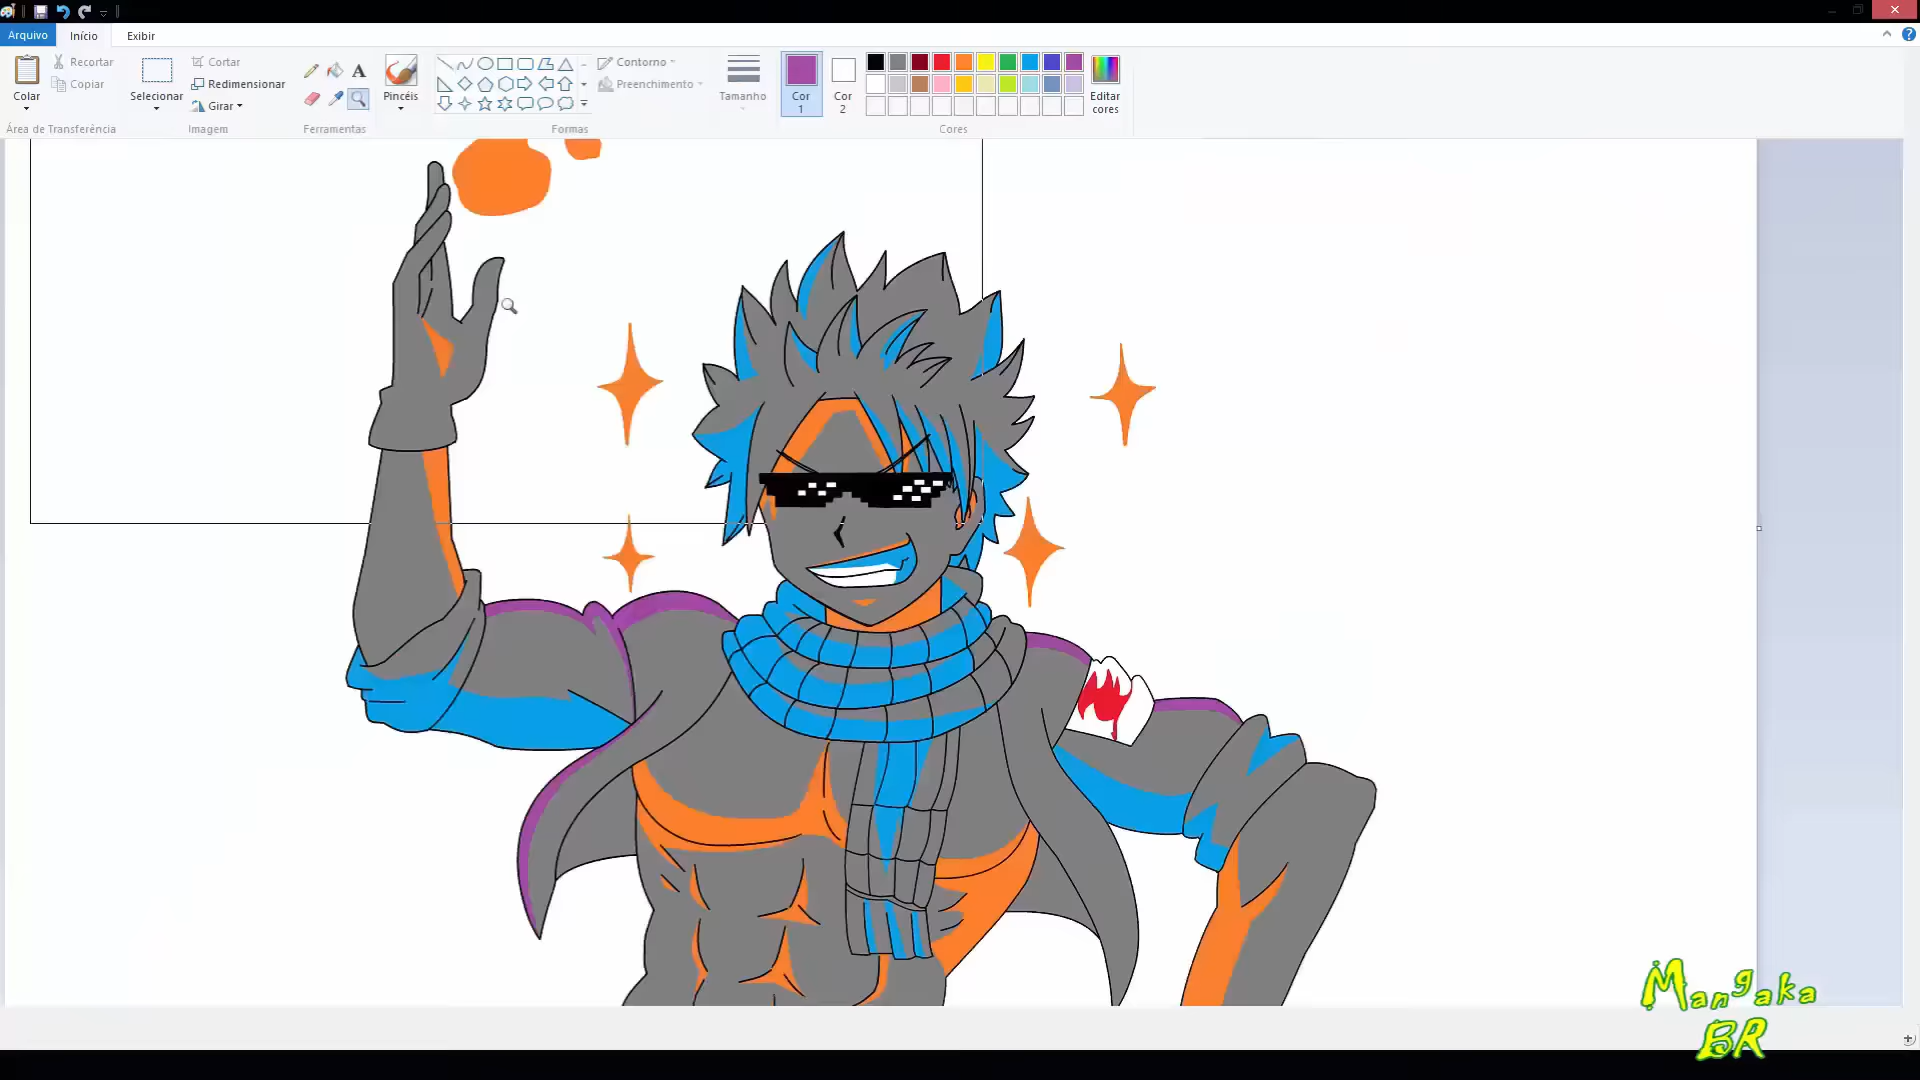 Arquivo Início Exibir
Colar
Recortar
Copiar
Área de Transferência
Selecionar
Cortar
Redimensionar
Girar
Imagem
A
Ferramentas
Pincéis
Contorno
Preenchimento
Formas
Tamanho
Cor
1
Cor
2
Editar
cores
Cores
Mangaka
BR